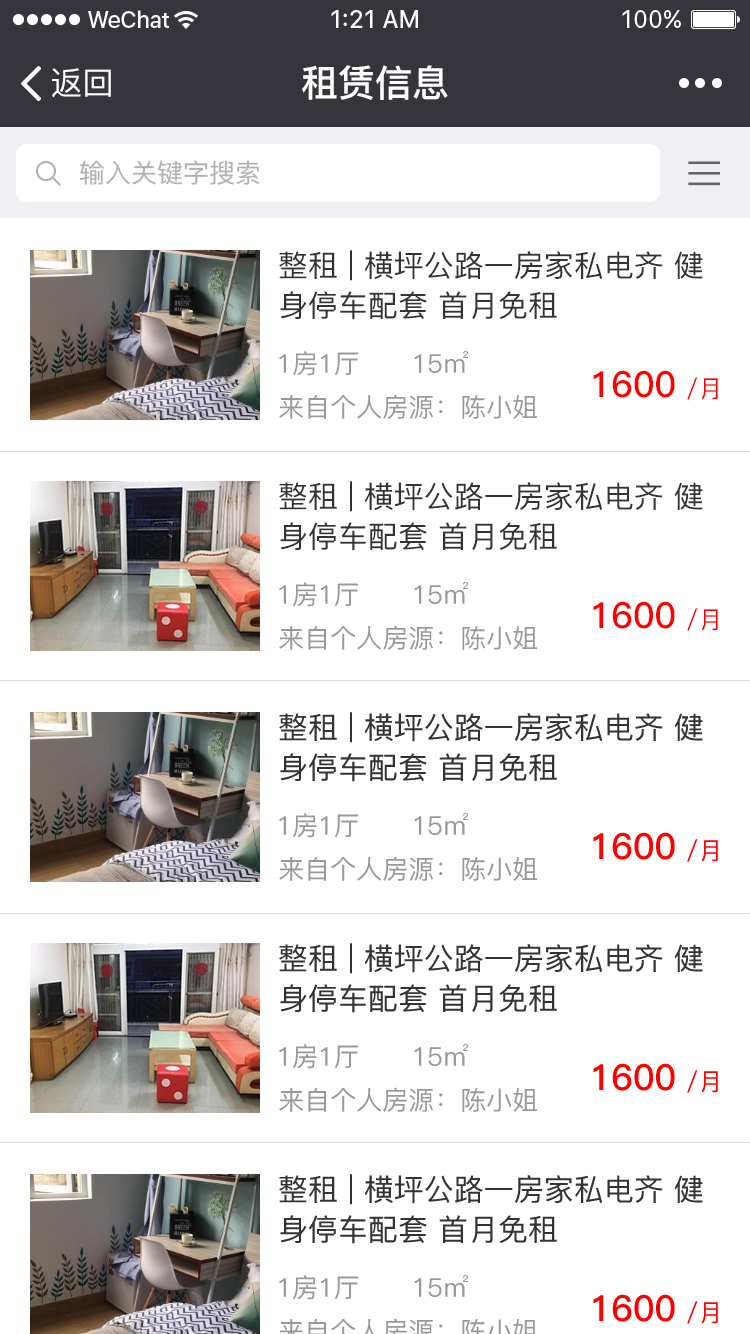 WeChat 1:21 AM 100%
返回 租赁信息
输入关键字搜索
整租 | 横坪公路一房家私电齐 健
身停车配套 首月免租
1房1厅 15㎡
1600 /月
来自个人房源：陈小姐
整租 | 横坪公路一房家私电齐 健
身停车配套 首月免租
1房1厅 15㎡
1600 /月
来自个人房源：陈小姐
整租 | 横坪公路一房家私电齐 健
身停车配套 首月免租
1房1厅 15㎡
1600 /月
来自个人房源：陈小姐
整租 | 横坪公路一房家私电齐 健
身停车配套 首月免租
1房1厅 15㎡
1600 /月
来自个人房源：陈小姐
整租 | 横坪公路一房家私电齐 健
身停车配套 首月免租
1房1厅 15㎡
1600 /月
来自个人房源：陈小姐